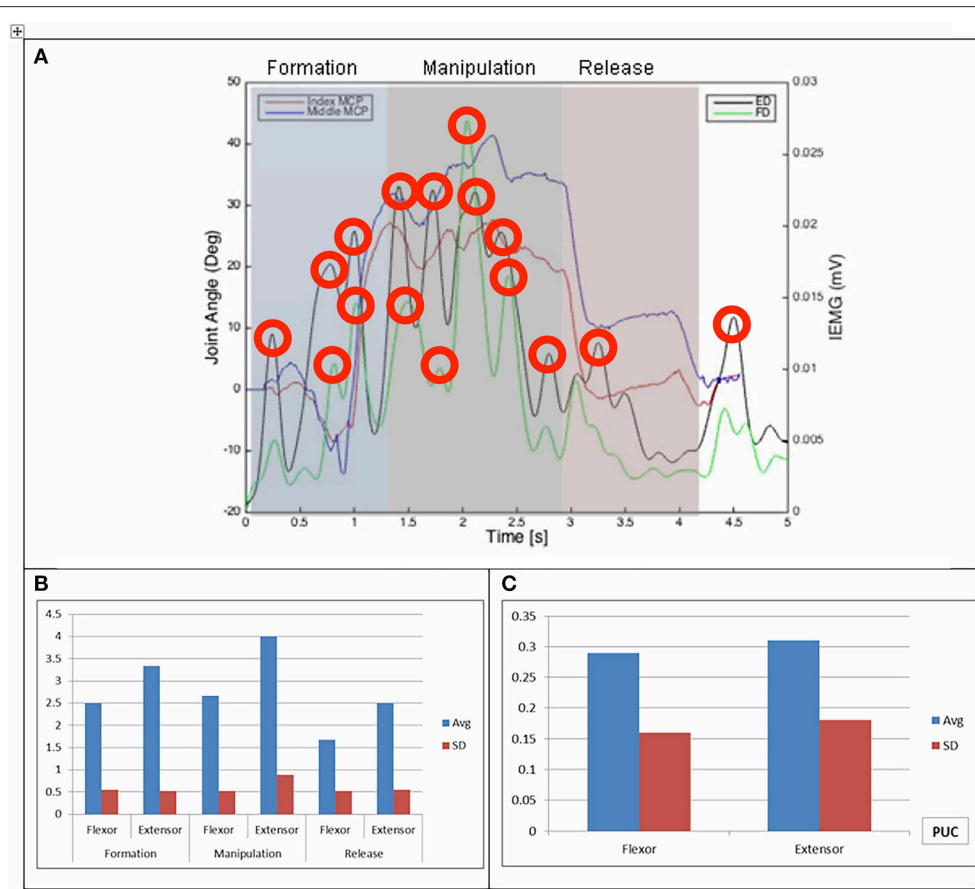 A
Formation Manipulation Release
50 0.03
Index MCP ED
Middle MCP FD
40 0.025
30 0.02
20 0.015
10 0.01
0
-10 0.005
-20 0
Joint Angle (Deg)
IEMG (mV)
0 0.5 1 1.5 2 2.5 3 3.5 4 4.5 5
Time [s]
B
4.5
4
3.5
3
2.5
2
1.5
1
0.5
0
Avg
SD
Flexor Extensor Flexor Extensor Flexor Extensor
Formation Manipulation Release
C
0.35
0.3
0.25
0.2
0.15
0.1
0.05
0
Avg
SD
PUC
Flexor Extensor